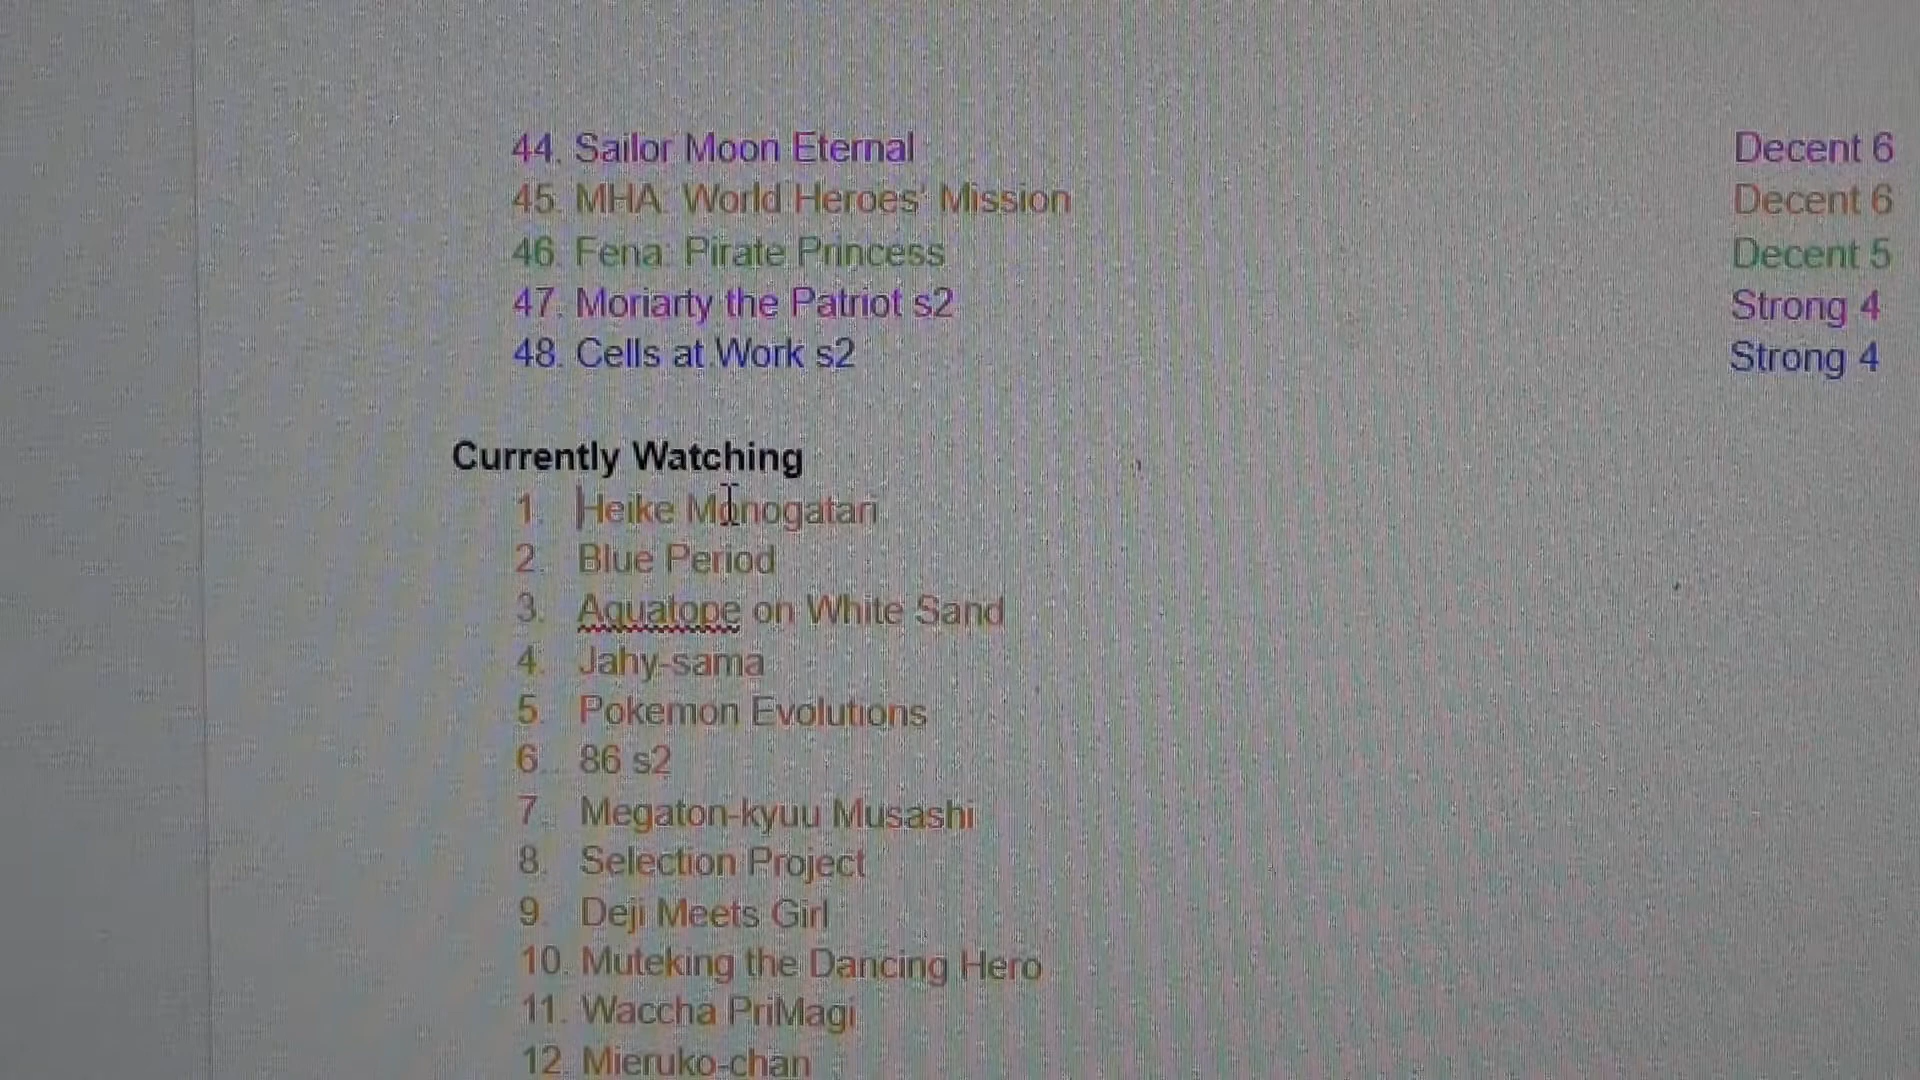 44. Sailor Moon Eternal Decent 6
45. MHA: World Heroes' Mission Decent 6
46. Fena: Pirate Princess Decent 5
47. Moriarty the Patriot s2 Strong 4
48. Cells at Work s2 Strong 4
Currently Watching
1. Heike Monogatari
2. Blue Period
3. Aquatope on White Sand
4. Jahy-sama
5. Pokemon Evolutions
6. 86 s2
7. Megaton-kyuu Musashi
8. Selection Project
9. Deji Meets Girl
10. Muteking the Dancing Hero
11. Waccha PriMagi
12. Mieruko-chan